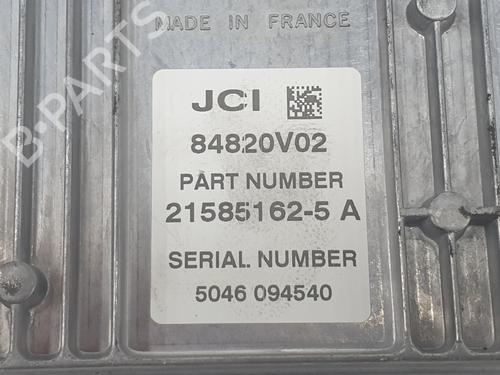 MADE IN FRANCE
B-PARTS
JCI
84820V02
PART NUMBER
21585162-5 A
SERIAL NUMBER
5046 094540